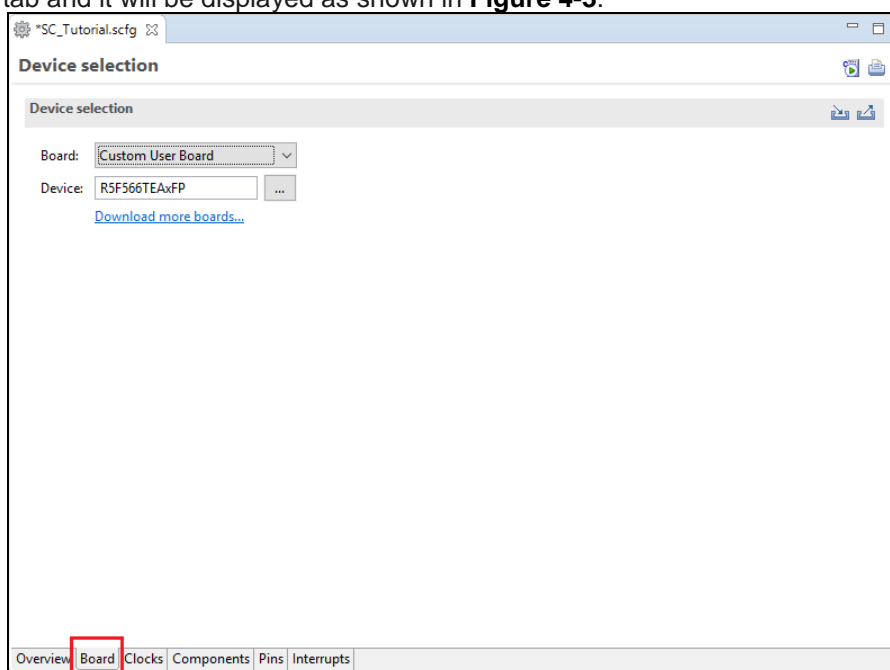 tab and it will be displayed as shown in Figure 4-3.
*SC_Tutorial.scfg
Device selection
Device selection
Board: Custom User Board
Device: R5F566TEAxFP ...
Download more boards...
Overview Board Clocks Components Pins Interrupts